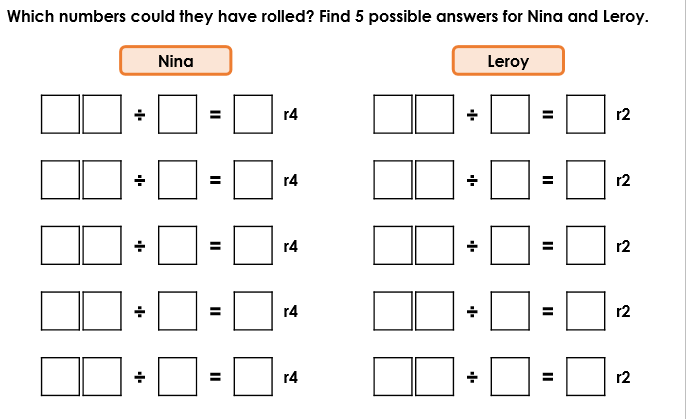 Which numbers could they have rolled? Find 5 possible answers for Nina and Leroy.
Nina Leroy
÷ = r4 ÷ = r2
÷ = r4 ÷ = r2
÷ = r4 ÷ = r2
÷ = r4 ÷ = r2
÷ = r4 ÷ = r2